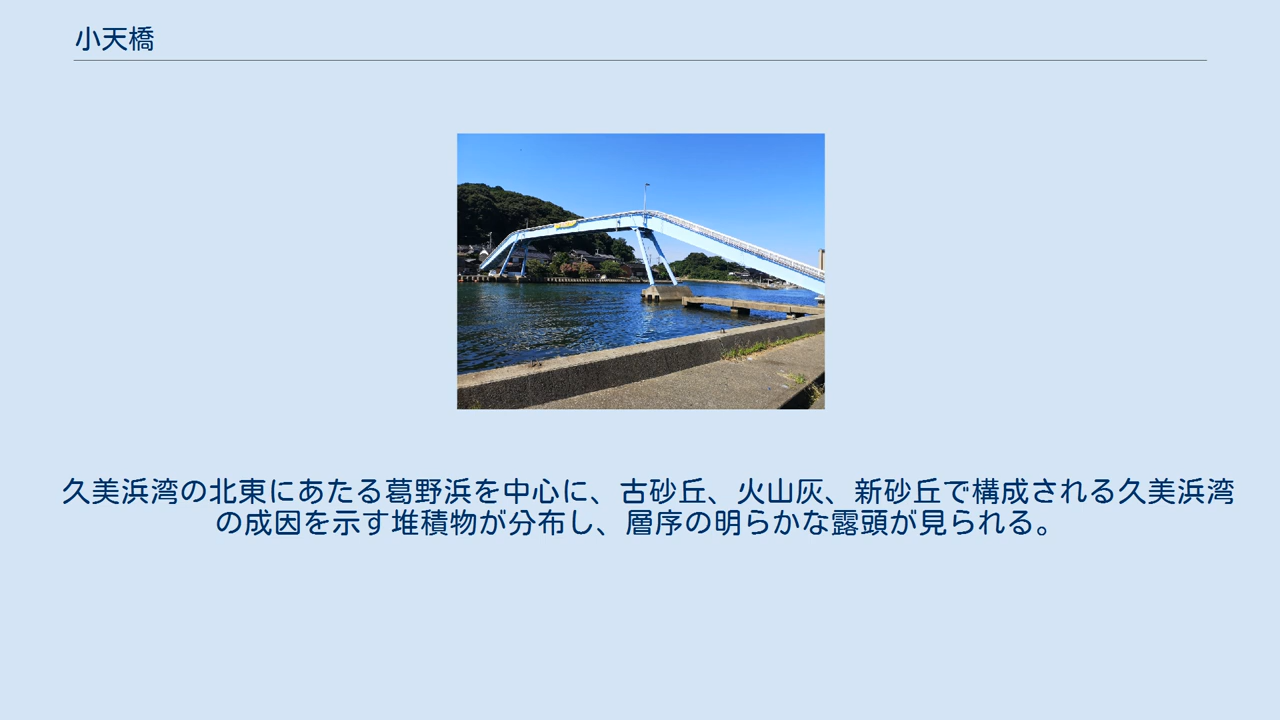 小天橋
久美浜湾の北東にあたる葛野浜を中心に、古砂丘、火山灰、新砂丘で構成される久美浜湾
の成因を示す堆積物が分布し、層序の明らかな露頭が見られる。